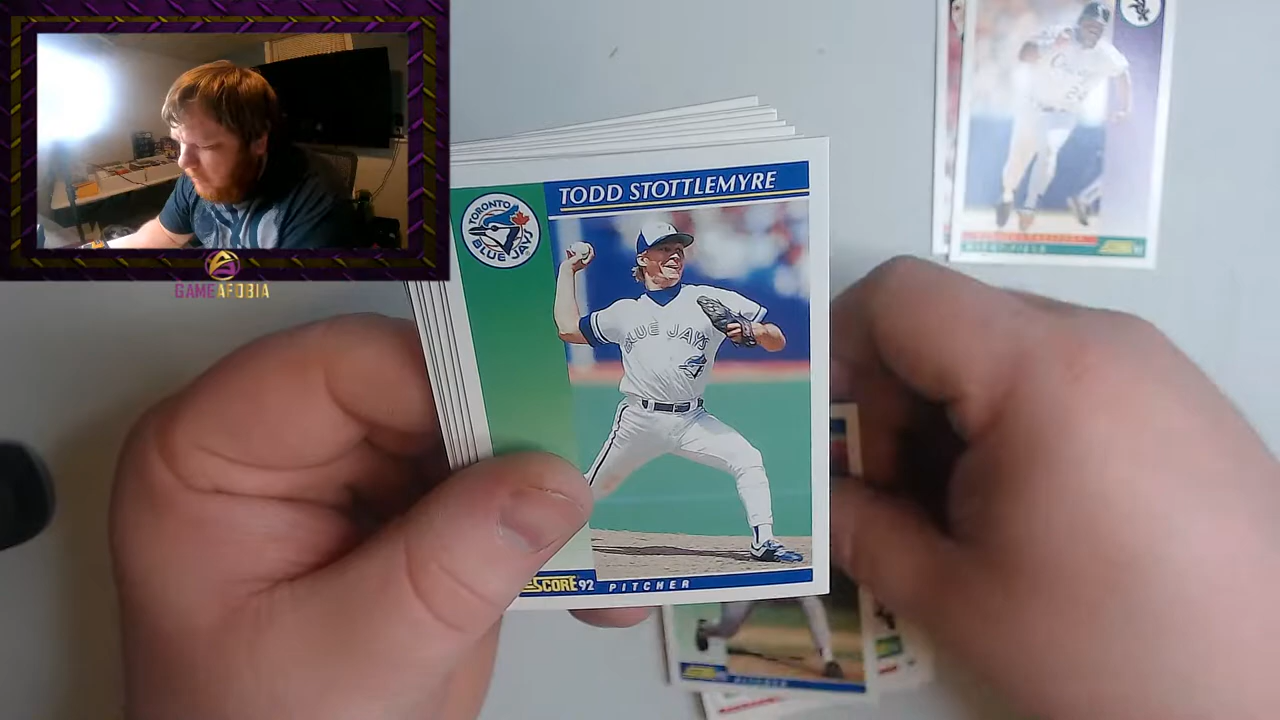 GAMEAFOBIA
TODD STOTTLEMYRE
TORONTO
BLUE JAYS
BLUE JAYS
SCORE 92 PITCHER